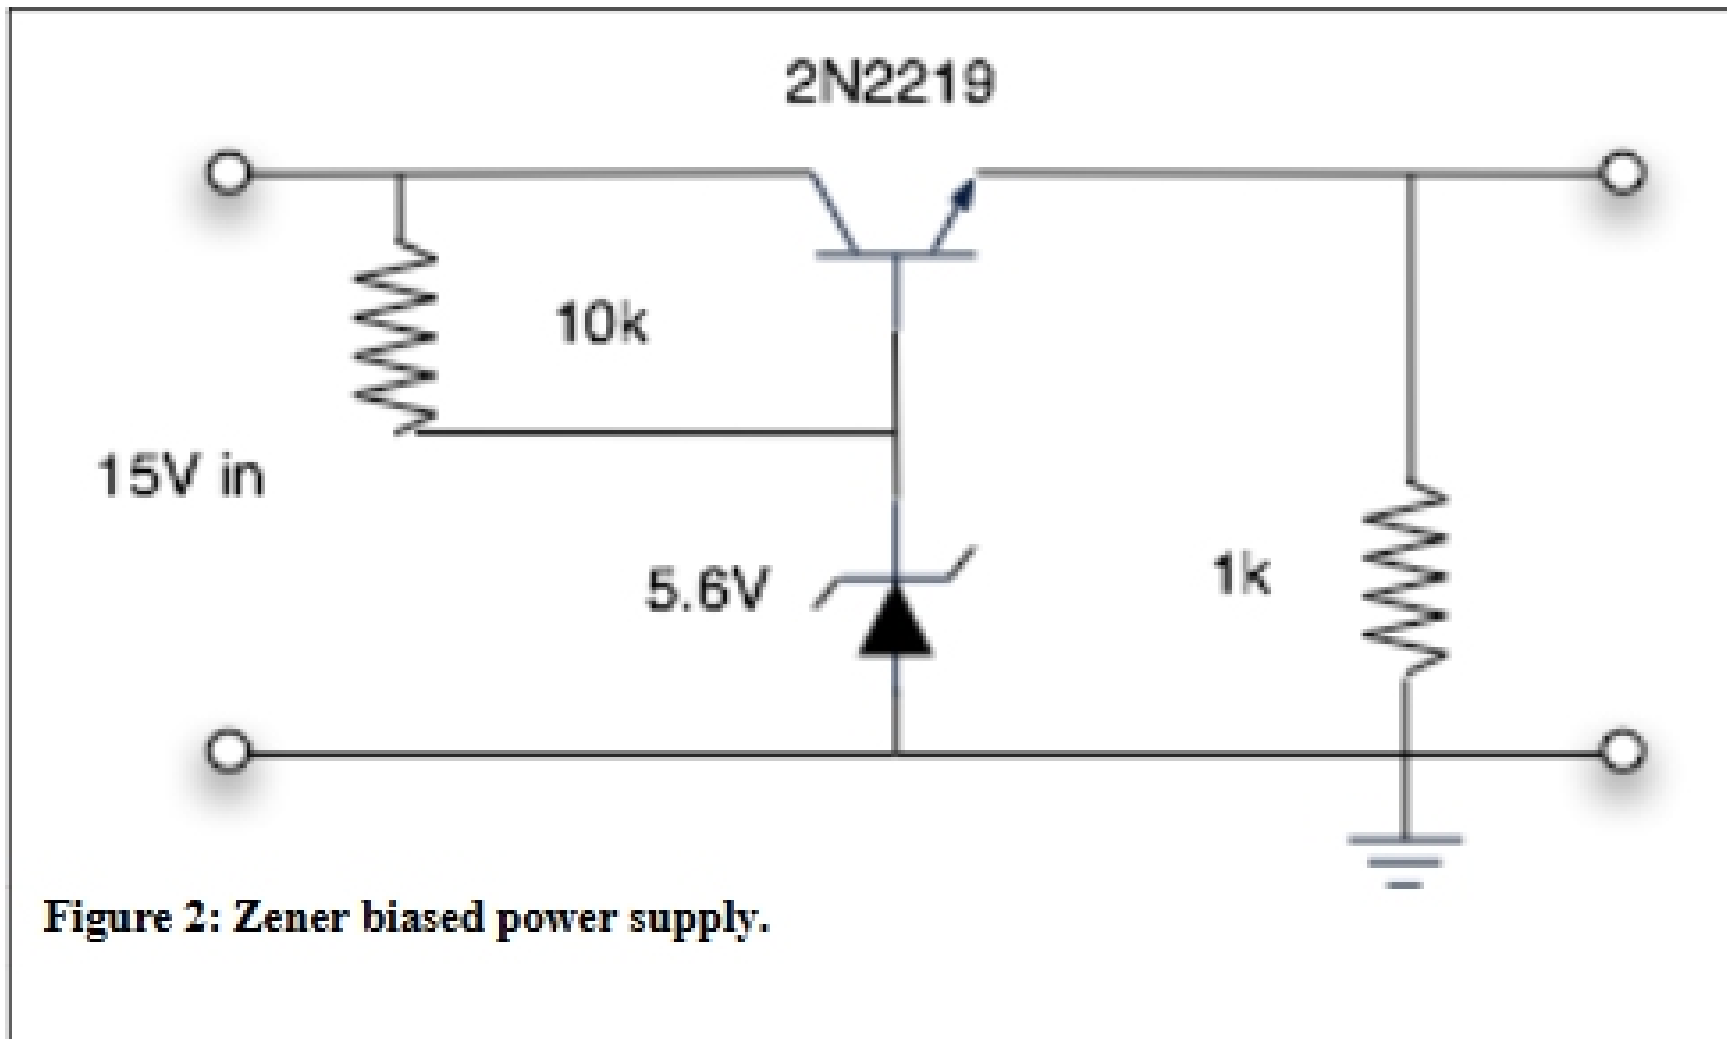 2N2219
10k
15V in
5.6V
1k
Figure 2: Zener biased power supply.